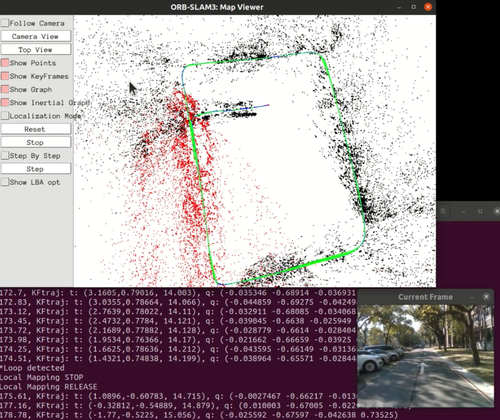 ORB-SLAM3: Map Viewer
Follow Camera
Camera View
Top View
Show Points
Show KeyFrames
Show Graph
Show Inertial Graph
Localization Mode
Reset
Stop
Step By Step
Step
Show LBA opt
172.7, KFtraj: t: (3.1605,0.79016, 14.003), q: (-0.035346 -0.68914 -0.036931
172.83, KFtraj: t: (3.0355,0.78664, 14.066), q: (-0.044859 -0.69275 -0.04249
173.12, KFtraj: t: (2.7639,0.78022, 14.11), q: (-0.032911 -0.68085 -0.034068
173.45, KFtraj: t: (2.4732,0.7784, 14.121), q: (-0.039045 -0.6638 -0.025949
173.72, KFtraj: t: (2.1689,0.77882, 14.128), q: (-0.028779 -0.6614 -0.028404
173.98, KFtraj: t: (1.9534,0.76366, 14.17), q: (-0.021662 -0.66659 -0.03925
174.25, KFtraj: t: (1.6625,0.78638, 14.212), q: (-0.043595 -0.66149 -0.03136
174.51, KFtraj: t: (1.4321,0.74838, 14.199), q: (-0.038964 -0.65571 -0.02844
*Loop detected
Local Mapping STOP
Local Mapping RELEASE
175.61, KFtraj: t: (1.0896,-0.60783, 14.715), q: (-0.0027467 -0.66217 -0.013
177.16, KFtraj: t: (-0.32812,-0.54889, 14.879), q: (0.010003 -0.67005 -0.022
178.78, KFtraj: t: (-1.77,-0.5225, 15.056), q: (-0.025592 -0.67597 -0.042638 0.73525)
Current Frame